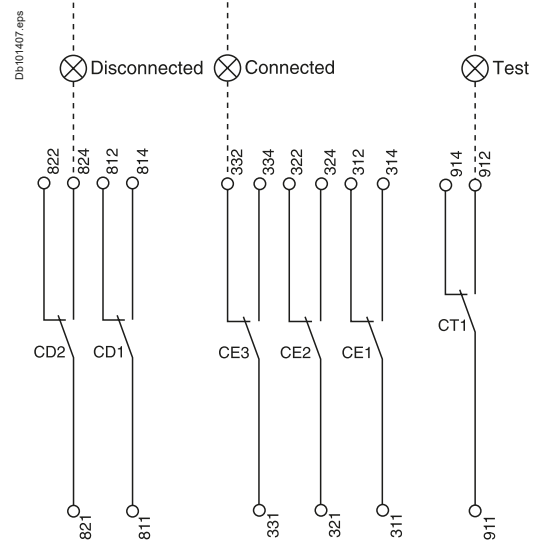 Db101407.eps
Disconnected
Connected
Test
822
824
812
814
332
334
322
324
312
314
914
912
CD2
CD1
CE3
CE2
CE1
CT1
821
811
331
321
311
911